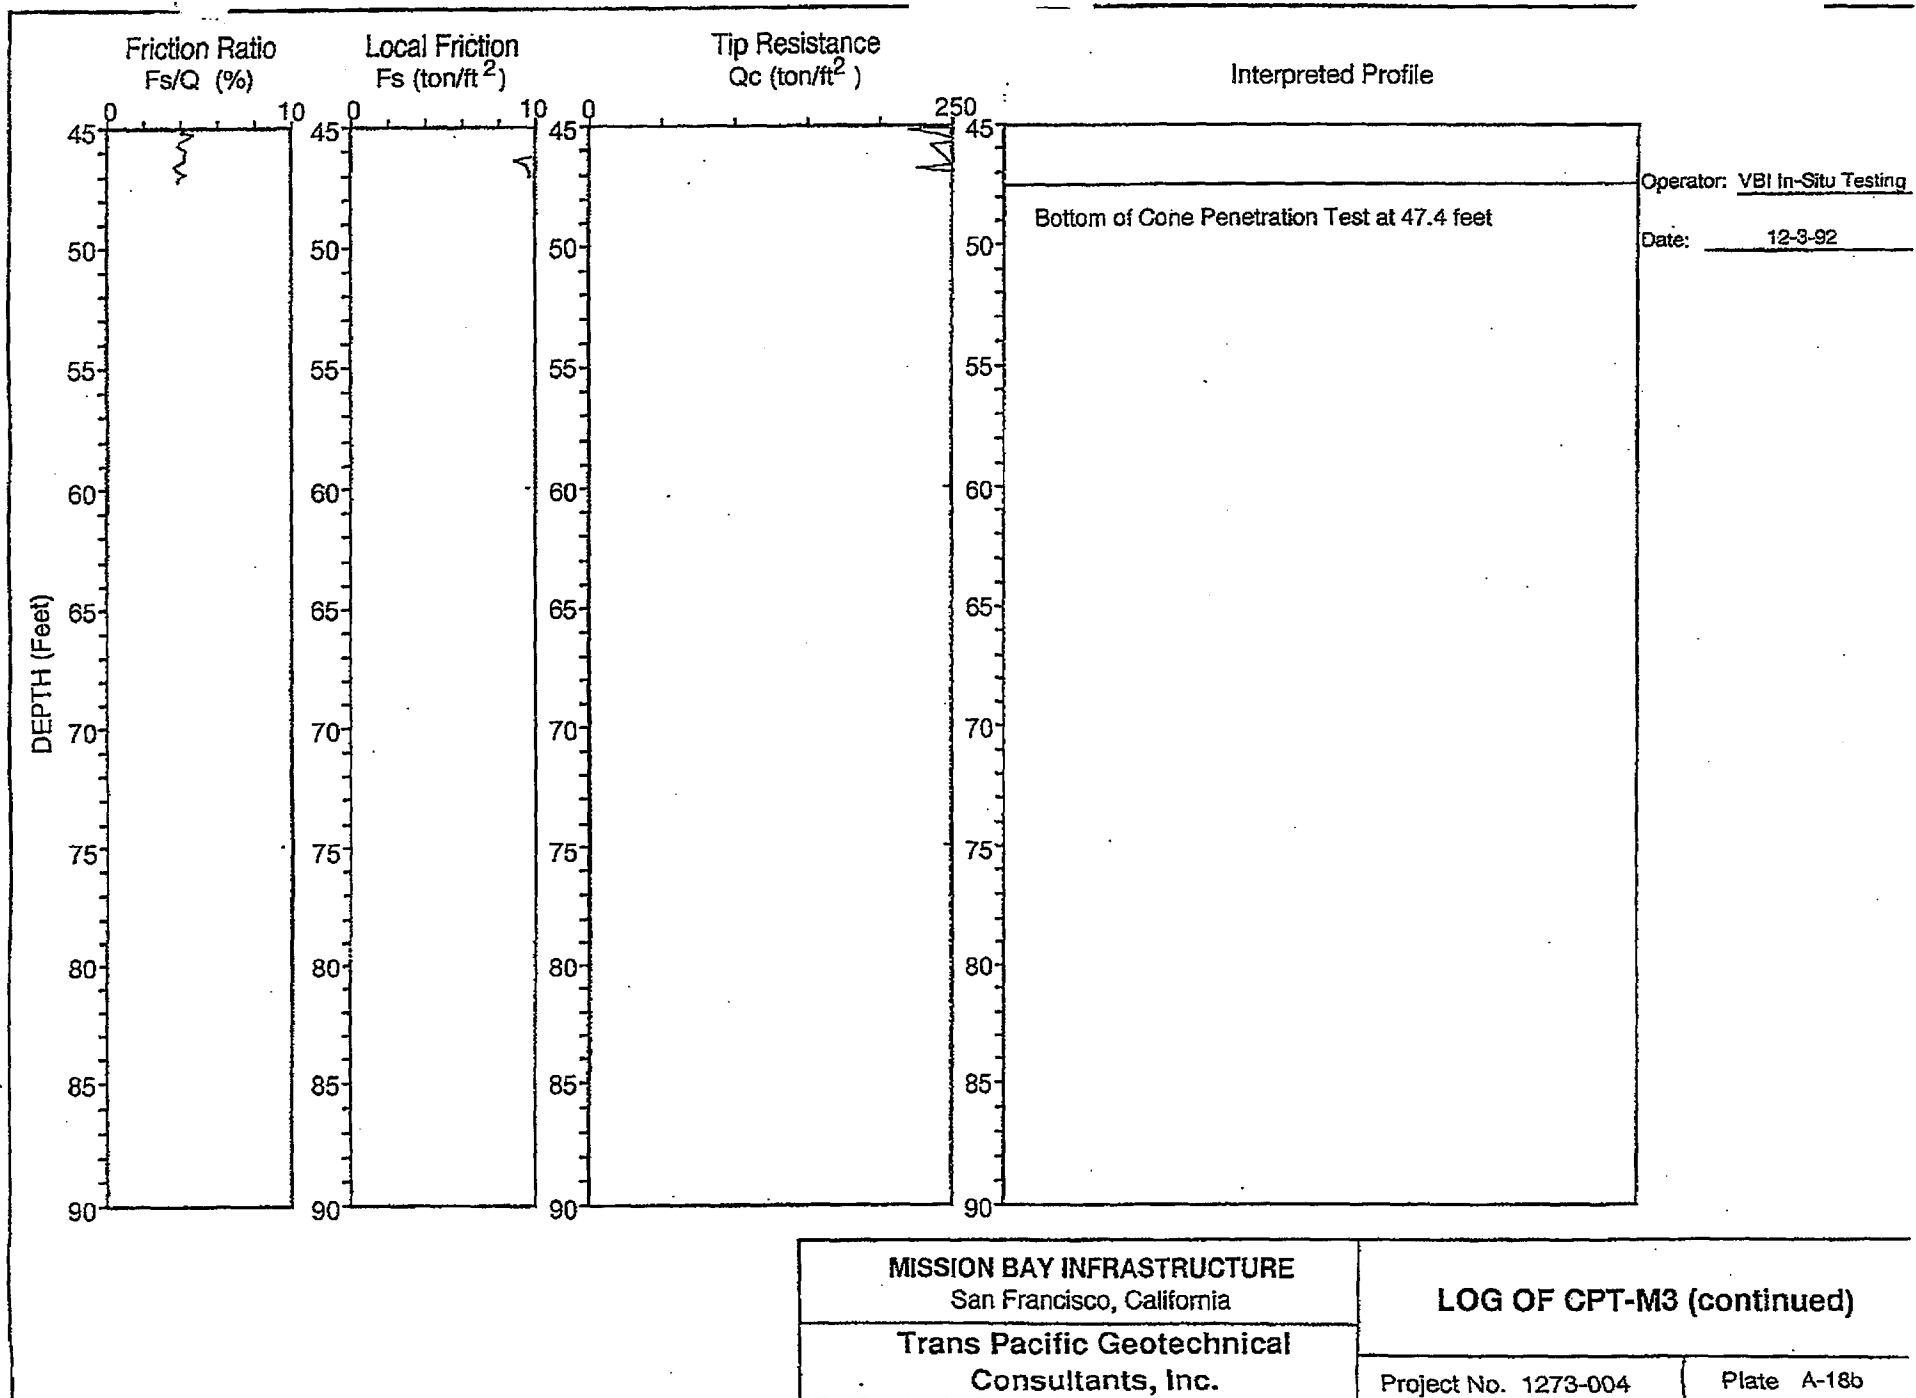 Friction Ratio
Fs/Q (%)
Local Friction
Fs (ton/ft 2)
Tip Resistance
Qc (ton/ft2 )
Interpreted Profile
0 10
0 10
0 250
45 45 45 45
Operator: VBI In-Situ Testing
Bottom of Cone Penetration Test at 47.4 feet
Date: 12-3-92
50 50 50 50
55 55 55 55
60 60 60 60
DEPTH (Feet)
65 65 65 65
70 70 70 70
75 75 75 75
80 80 80 80
85 85 85 85
90 90 90 90
MISSION BAY INFRASTRUCTURE
San Francisco, California
LOG OF CPT-M3 (continued)
Trans Pacific Geotechnical
Consultants, Inc.
Project No. 1273-004
Plate A-18b